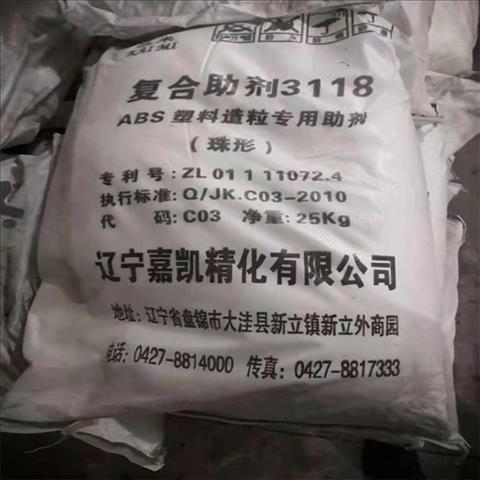 复合助剂3118
ABS 塑料造粒专用助剂
（珠形）
专利号：ZL 01 1 11072.4
执行标准：Q/JK.C03-2010
代 码：C03 净重：25Kg
辽宁嘉凯精化有限公司
地址：辽宁省盘锦市大洼县新立镇新立外商园
电话：0427-8814000 传真：0427-8817333